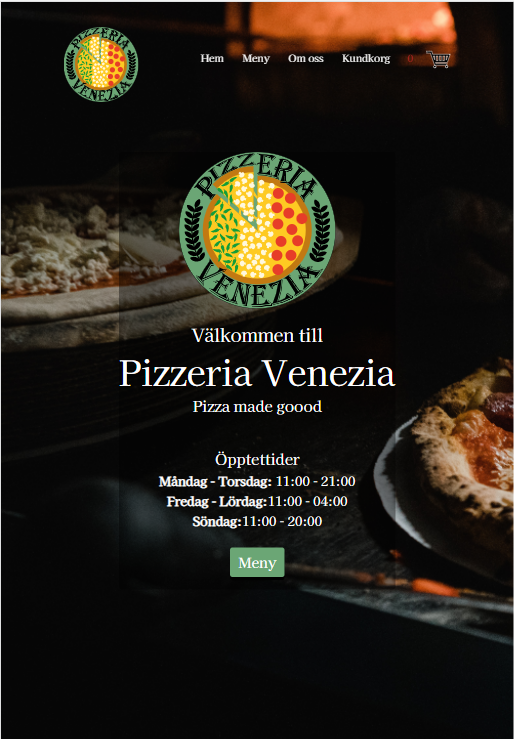 PIZZERIA
VENEZIA
Hem Meny Om oss Kundkorg 0
PIZZERIA
VENEZIA
Välkommen till
Pizzeria Venezia
Pizza made goood
Öpptettider
Måndag - Torsdag: 11:00 - 21:00
Fredag - Lördag:11:00 - 04:00
Söndag:11:00 - 20:00
Meny